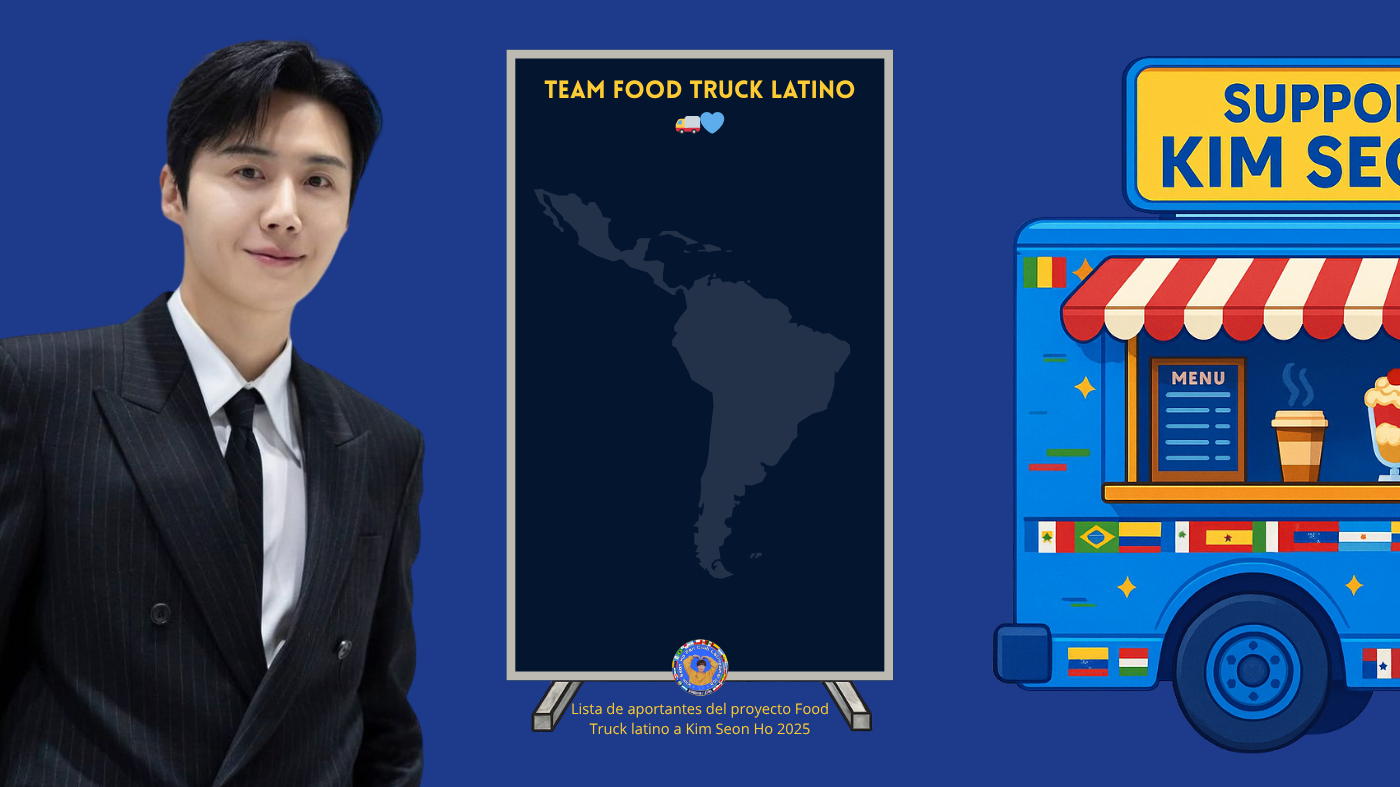 TEAM FOOD TRUCK LATINO
SUPPO
KIM SEO
MENU
Lista de aportantes del proyecto Food
Truck latino a Kim Seon Ho 2025